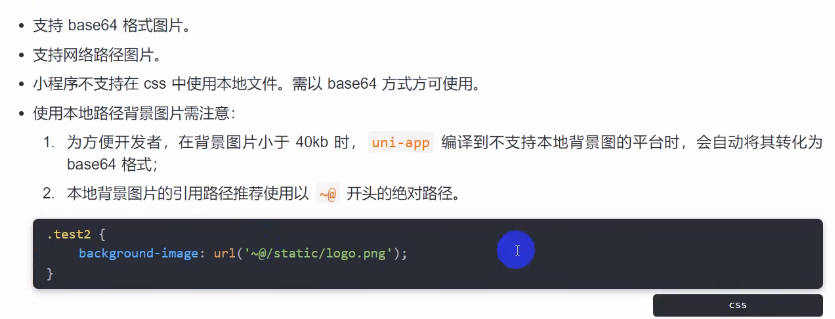 支持 base64 格式图片。
支持网络路径图片。
小程序不支持在 css 中使用本地文件。需以 base64 方式方可使用。
使用本地路径背景图片需注意：
1. 为方便开发者，在背景图片小于 40kb 时， uni-app 编译到不支持本地背景图的平台时，会自动将其转化为
base64 格式；
2. 本地背景图片的引用路径推荐使用以 ~@ 开头的绝对路径。
.test2 {
background-image: url('~@/static/logo.png');
}
css